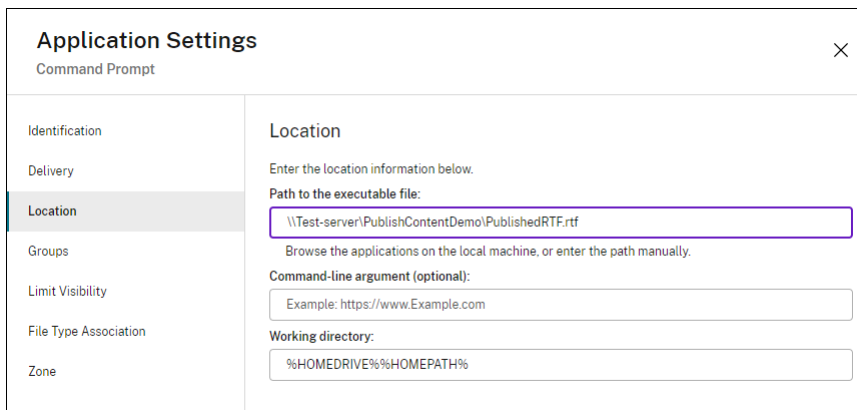 Application Settings
Command Prompt
Identification
Delivery
Location
Groups
Limit Visibility
File Type Association
Zone
Location
Enter the location information below.
Path to the executable file:
\\Test-server\PublishContentDemo\PublishedRTF.rtf
Browse the applications on the local machine, or enter the path manually.
Command-line argument (optional):
Example: https://www.Example.com
Working directory:
%HOMEDRIVE%%HOMEPATH%